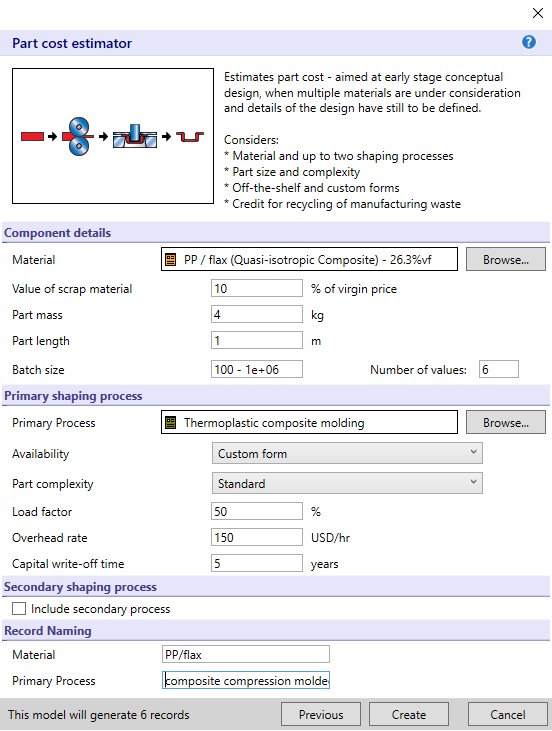 Part cost estimator
?
Estimates part cost - aimed at early stage conceptual
design, when multiple materials are under consideration
and details of the design have still to be defined.
Considers:
* Material and up to two shaping processes
* Part size and complexity
* Off-the-shelf and custom forms
* Credit for recycling of manufacturing waste
Component details
Material PP / flax (Quasi-isotropic Composite) - 26.3%vf Browse...
Value of scrap material 10 % of virgin price
Part mass 4 kg
Part length 1 m
Batch size 100 - 1e+06 Number of values: 6
Primary shaping process
Primary Process Thermoplastic composite molding Browse...
Availability Custom form
Part complexity Standard
Load factor 50 %
Overhead rate 150 USD/hr
Capital write-off time 5 years
Secondary shaping process
Include secondary process
Record Naming
Material PP/flax
Primary Process composite compression molde
This model will generate 6 records Previous Create Cancel